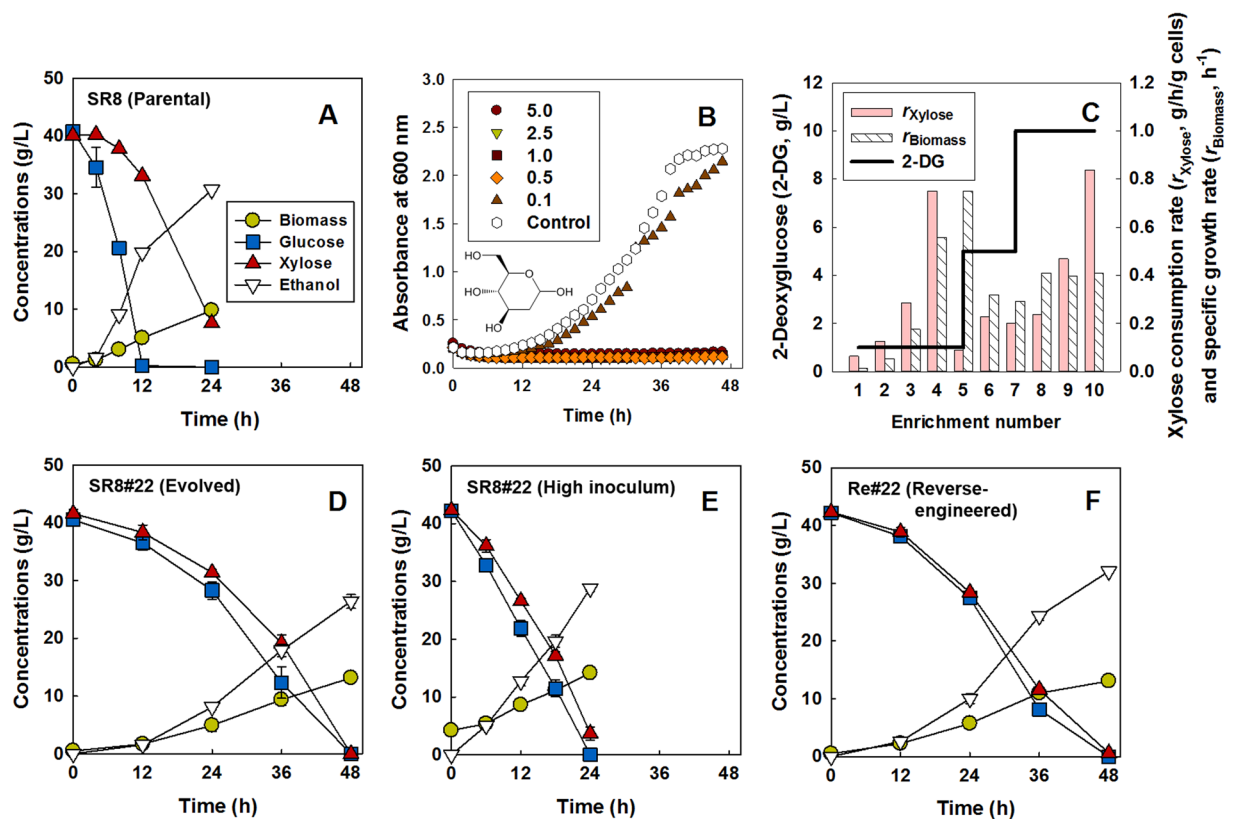 SR8 (Parental)
A
Concentrations (g/L)
50
40
30
20
10
0
Biomass
Glucose
Xylose
Ethanol
0 12 24 36 48
Time (h)
B
Absorbance at 600 nm
3.0
2.5
2.0
1.5
1.0
0.5
0.0
5.0
2.5
1.0
0.5
0.1
Control
HO
HO
HO
O
OH
0 12 24 36 48
Time (h)
C
2-Deoxyglucose (2-DG, g/L)
12
10
8
6
4
2
0
rXylose
rBiomass
2-DG
1.2
1.0
0.8
0.6
0.4
0.2
0.0
Xylose consumption rate (rXylose, g/h/g cells)
and specific growth rate (rBiomass, h-1)
1 2 3 4 5 6 7 8 9 10
Enrichment number
SR8#22 (Evolved)
D
Concentrations (g/L)
50
40
30
20
10
0
0 12 24 36 48
Time (h)
SR8#22 (High inoculum)
E
Concentrations (g/L)
50
40
30
20
10
0
0 12 24 36 48
Time (h)
Re#22 (Reverse-
engineered)
F
Concentrations (g/L)
50
40
30
20
10
0
0 12 24 36 48
Time (h)